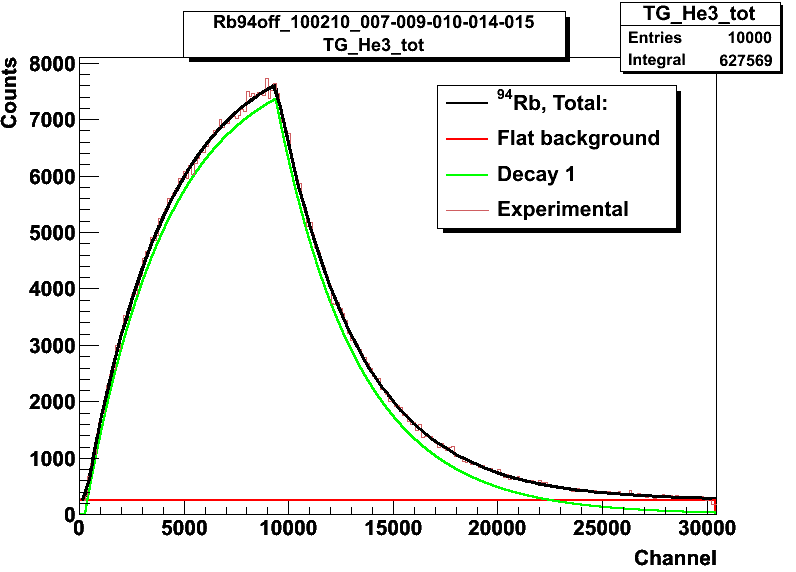 Rb94off_100210_007-009-010-014-015
TG_He3_tot
TG_He3_tot
Entries 10000
Integral 627569
Counts
8000
7000
6000
5000
4000
3000
2000
1000
0
94Rb, Total:
Flat background
Decay 1
Experimental
0 5000 10000 15000 20000 25000 30000
Channel